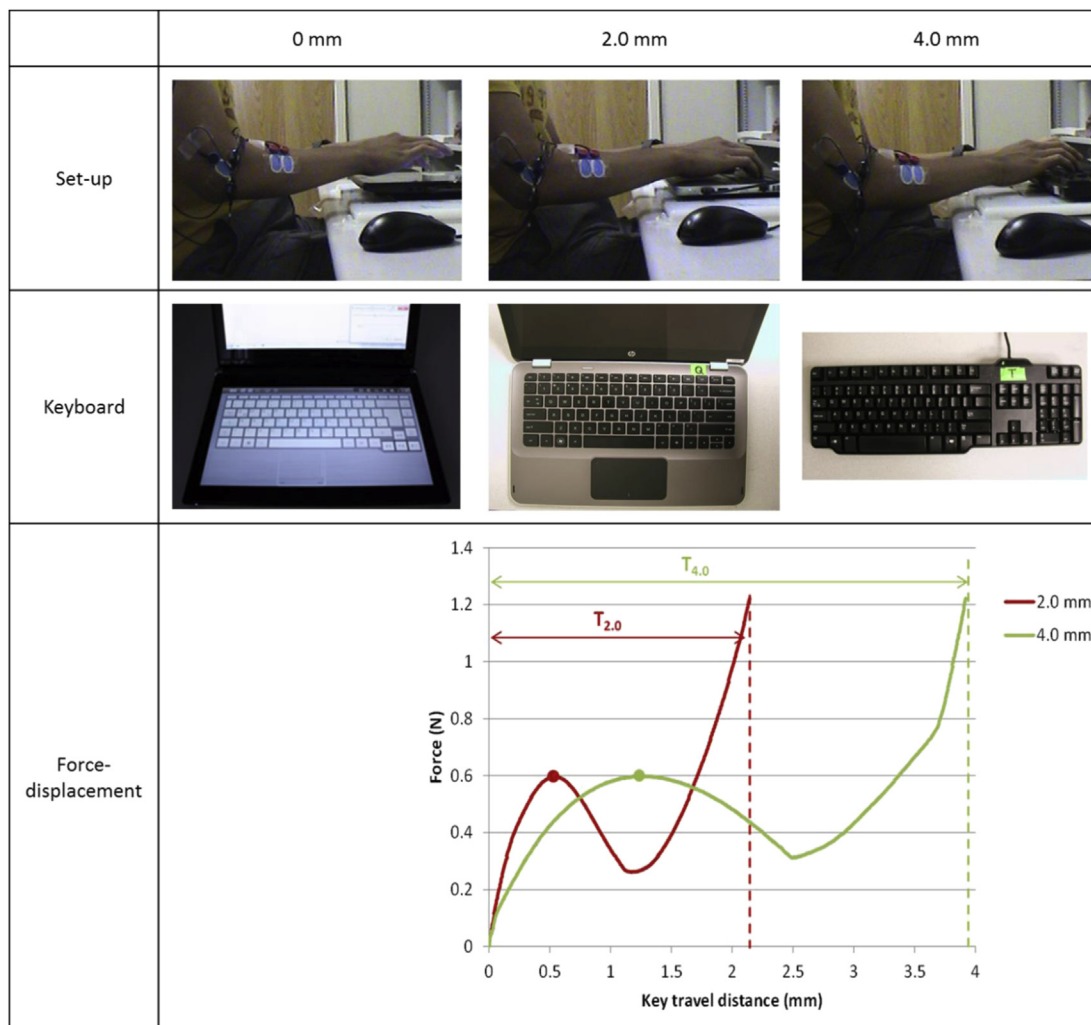 0 mm 2.0 mm 4.0 mm
Set-up
Keyboard
hp
Q
T
Force-
displacement
1.4
1.2
1
0.8
0.6
0.4
0.2
0
Force (N)
T4.0
T2.0
2.0 mm
4.0 mm
0 0.5 1 1.5 2 2.5 3 3.5 4
Key travel distance (mm)